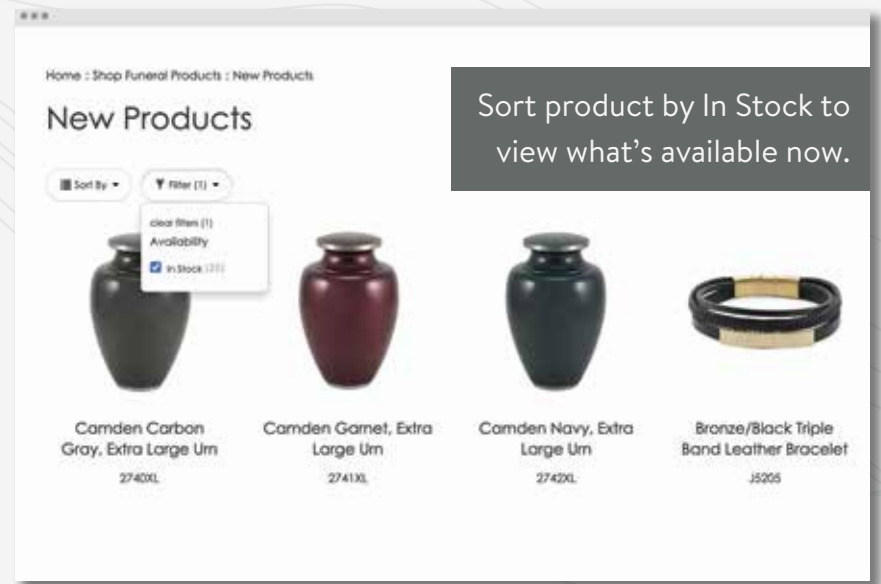 Home : Shop Funeral Products : New Products
New Products
Sort product by In Stock to
view what's available now.
Sort By
Filter (1)
clear filters (1)
Availability
In Stock
Camden Carbon
Gray, Extra Large Urn
2740XL
Camden Garnet, Extra
Large Urn
2741XL
Camden Navy, Extra
Large Urn
2742XL
Bronze/Black Triple
Band Leather Bracelet
J5205